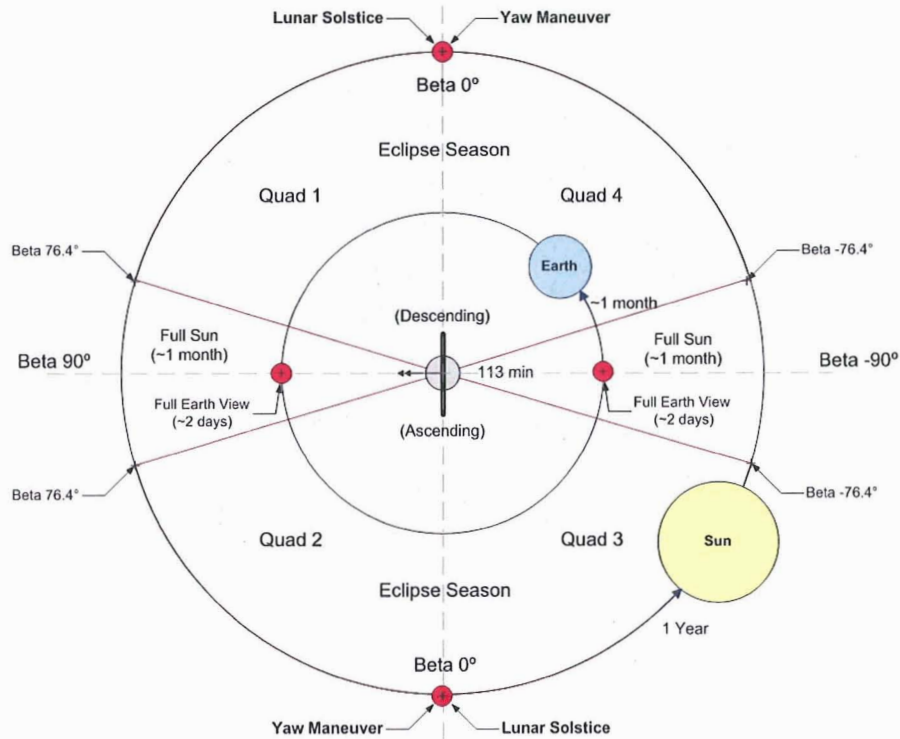 Lunar Solstice
Yaw Maneuver
Beta 0º
Eclipse Season
Quad 1
Quad 4
Beta 76.4°
Beta -76.4°
Earth
~1 month
(Descending)
Full Sun
(~1 month)
Full Sun
(~1 month)
Beta 90º
113 min
Beta -90º
Full Earth View
(~2 days)
Full Earth View
(~2 days)
(Ascending)
Beta 76.4°
Beta -76.4°
Quad 2
Quad 3
Sun
Eclipse Season
1 Year
Beta 0º
Yaw Maneuver
Lunar Solstice